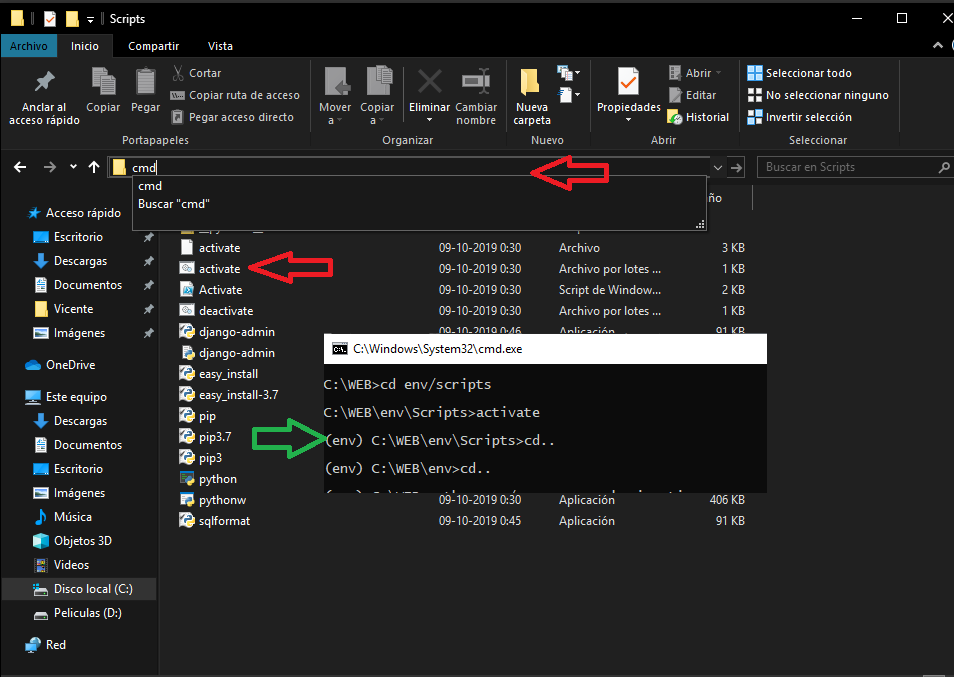 Scripts
Archivo Inicio Compartir Vista
Anclar al acceso rápido
Copiar
Pegar
Cortar
Copiar ruta de acceso
Pegar acceso directo
Portapapeles
Mover a
Copiar a
Eliminar
Cambiar nombre
Organizar
Nueva carpeta
Nuevo
Propiedades
Abrir
Editar
Historial
Abrir
Seleccionar todo
No seleccionar ninguno
Invertir selección
Seleccionar
cmd
Buscar en Scripts
cmd
Buscar "cmd"
ño
Acceso rápido
Escritorio
Descargas
Documentos
Vicente
Imágenes
OneDrive
Este equipo
Descargas
Documentos
Escritorio
Imágenes
Música
Objetos 3D
Videos
Disco local (C:)
Peliculas (D:)
Red
activate 09-10-2019 0:30 Archivo 3 KB
activate 09-10-2019 0:30 Archivo por lotes ... 1 KB
Activate 09-10-2019 0:30 Script de Window... 2 KB
deactivate 09-10-2019 0:30 Archivo por lotes ... 1 KB
django-admin 09-10-2019 0:46 Aplicación 91 KB
django-admin
easy_install
easy_install-3.7
pip
pip3.7
pip3
python
pythonw 09-10-2019 0:30 Aplicación 406 KB
sqlformat 09-10-2019 0:45 Aplicación 91 KB
C:\Windows\System32\cmd.exe
C:\WEB>cd env/scripts
C:\WEB\env\Scripts>activate
(env) C:\WEB\env\Scripts>cd..
(env) C:\WEB\env>cd..